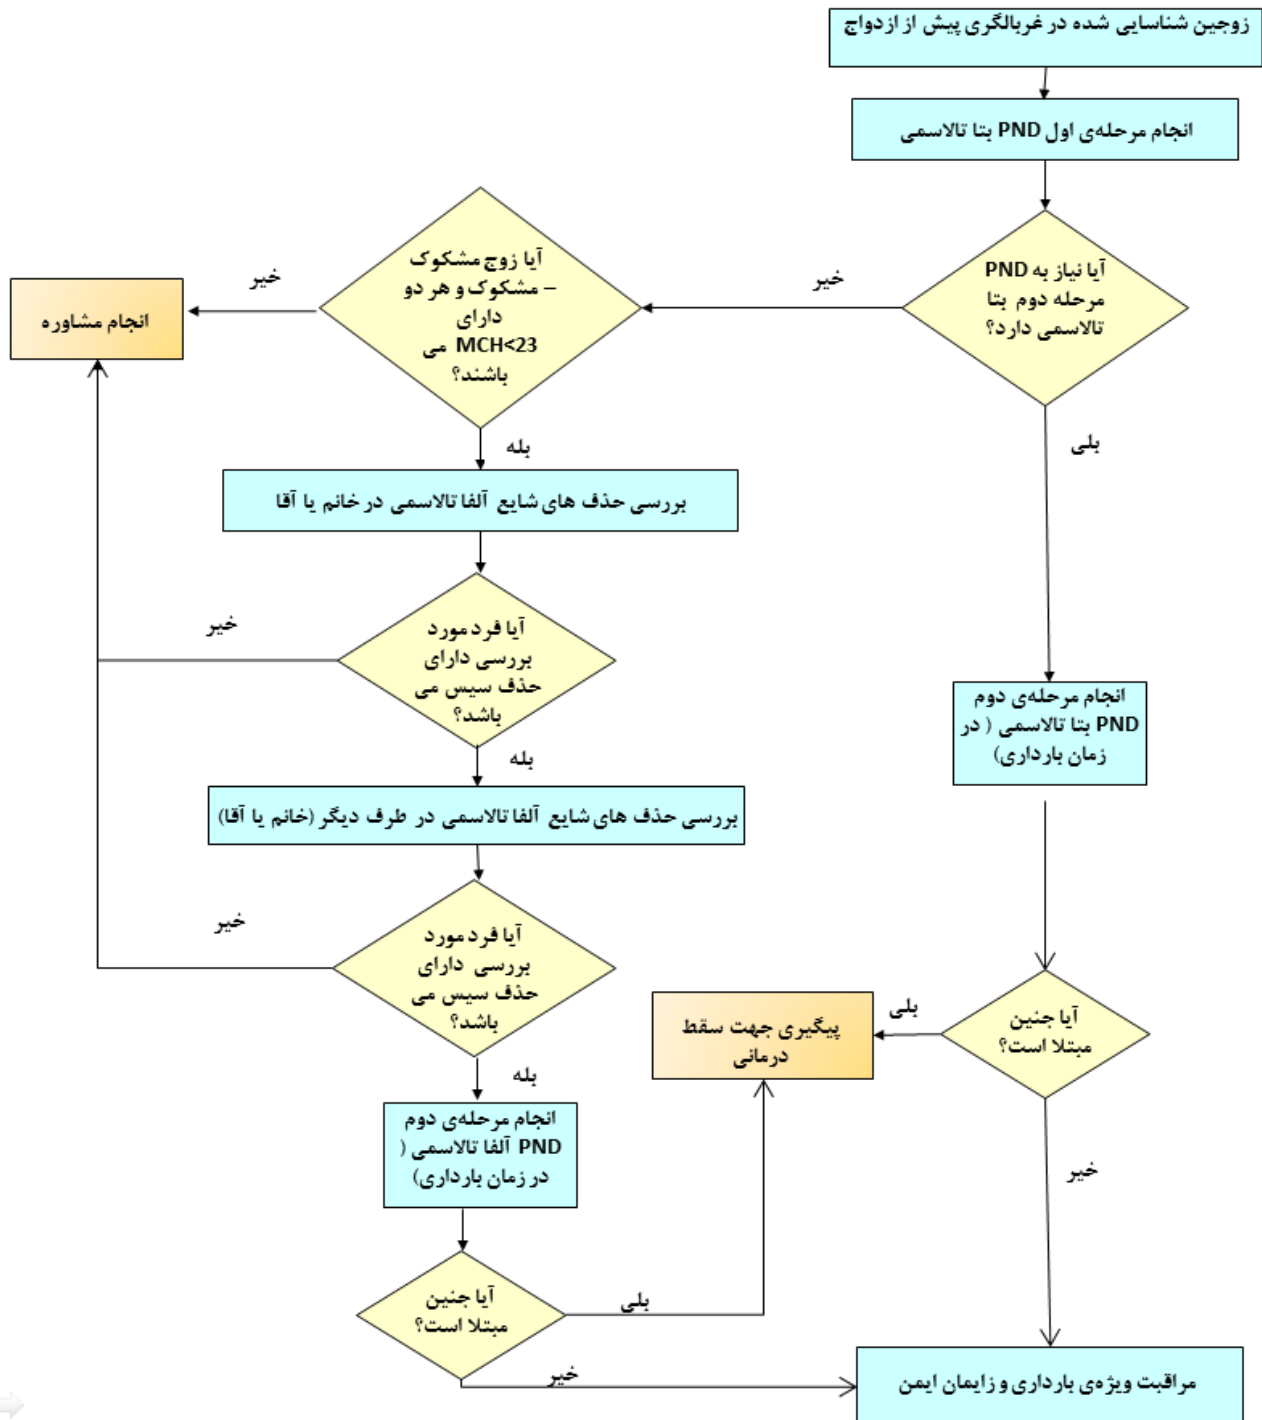 زوجین شناسایی شده در غربالگری پیش از ازدواج
انجام مرحله‌ی اول PND بتا تالاسمی
آیا نیاز به PND
مرحله دوم بتا
تالاسمی دارد؟
خیر
بلی
آیا زوج مشکوک
– مشکوک و هر دو
دارای
MCH<23 می
باشند؟
خیر
بله
انجام مشاوره
بررسی حذف های شایع آلفا تالاسمی در خانم یا آقا
آیا فرد مورد
بررسی دارای
حذف سیس می
باشد؟
خیر
بله
انجام مرحله‌ی دوم
PND بتا تالاسمی ( در
زمان بارداری)
بررسی حذف های شایع آلفا تالاسمی در طرف دیگر (خانم یا آقا)
آیا فرد مورد
بررسی دارای
حذف سیس می
باشد؟
خیر
بله
آیا جنین
مبتلا است؟
بلی
خیر
پیگیری جهت سقط
درمانی
انجام مرحله‌ی دوم
PND آلفا تالاسمی (
در زمان بارداری)
آیا جنین
مبتلا است؟
بلی
خیر
مراقبت ویژه‌ی بارداری و زایمان ایمن